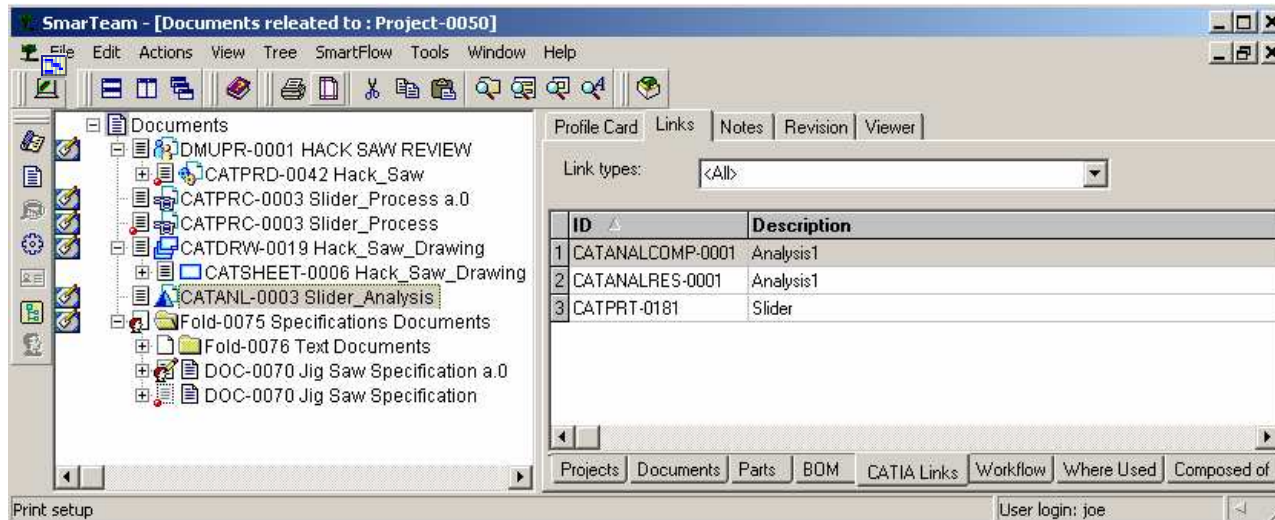 SmarTeam - [Documents releated to : Project-0050]
File Edit Actions View Tree SmartFlow Tools Window Help
Documents
DMUPR-0001 HACK SAW REVIEW
CATPRD-0042 Hack_Saw
CATPRC-0003 Slider_Process a.0
CATPRC-0003 Slider_Process
CATDRW-0019 Hack_Saw_Drawing
CATSHEET-0006 Hack_Saw_Drawing
CATANL-0003 Slider_Analysis
Fold-0075 Specifications Documents
Fold-0076 Text Documents
DOC-0070 Jig Saw Specification a.0
DOC-0070 Jig Saw Specification
Profile Card Links Notes Revision Viewer
Link types: <All>
ID Description
1 CATANALCOMP-0001 Analysis1
2 CATANALRES-0001 Analysis1
3 CATPRT-0181 Slider
Projects Documents Parts BOM CATIA Links Workflow Where Used Composed of
Print setup User login: joe